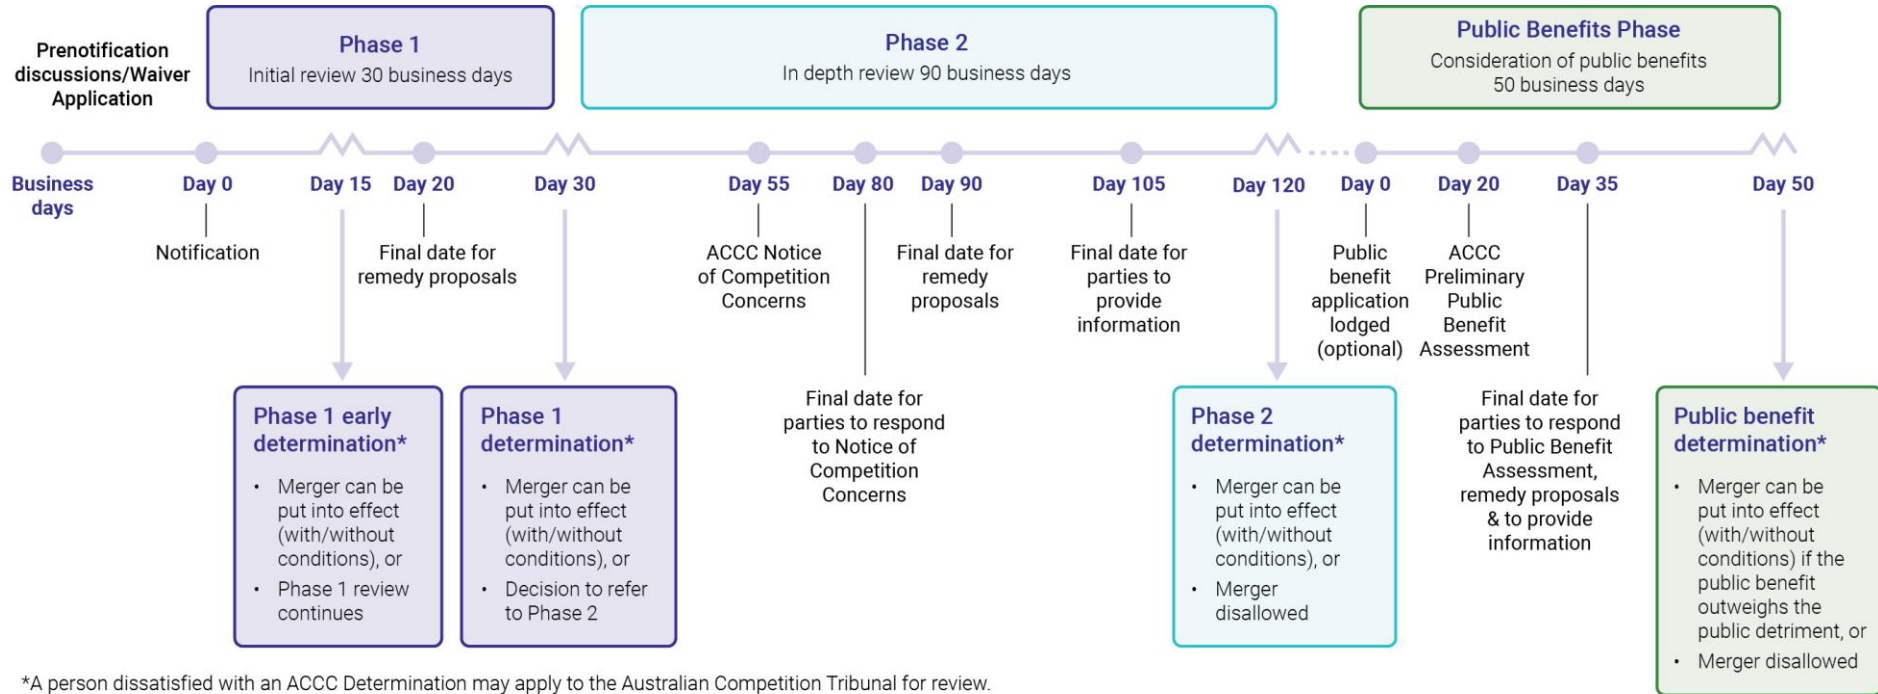 Prenotification
discussions/Waiver
Application
Phase 1
Initial review 30 business days
Phase 2
In depth review 90 business days
Public Benefits Phase
Consideration of public benefits
50 business days
Business
days
Day 0
Day 15
Day 20
Day 30
Day 55
Day 80
Day 90
Day 105
Day 120
Day 0
Day 20
Day 35
Day 50
Notification
Final date for
remedy proposals
ACCC Notice
of Competition
Concerns
Final date for
remedy
proposals
Final date for
parties to
provide
information
Public
benefit
application
lodged
(optional)
ACCC
Preliminary
Public
Benefit
Assessment
Phase 1 early
determination*
• Merger can be
put into effect
(with/without
conditions), or
• Phase 1 review
continues
Phase 1
determination*
• Merger can be
put into effect
(with/without
conditions), or
• Decision to refer
to Phase 2
Final date for
parties to respond
to Notice of
Competition
Concerns
Phase 2
determination*
• Merger can be
put into effect
(with/without
conditions), or
• Merger
disallowed
Final date for
parties to respond
to Public Benefit
Assessment,
remedy proposals
& to provide
information
Public benefit
determination*
• Merger can be
put into effect
(with/without
conditions) if the
public benefit
outweighs the
public detriment, or
• Merger disallowed
*A person dissatisfied with an ACCC Determination may apply to the Australian Competition Tribunal for review.